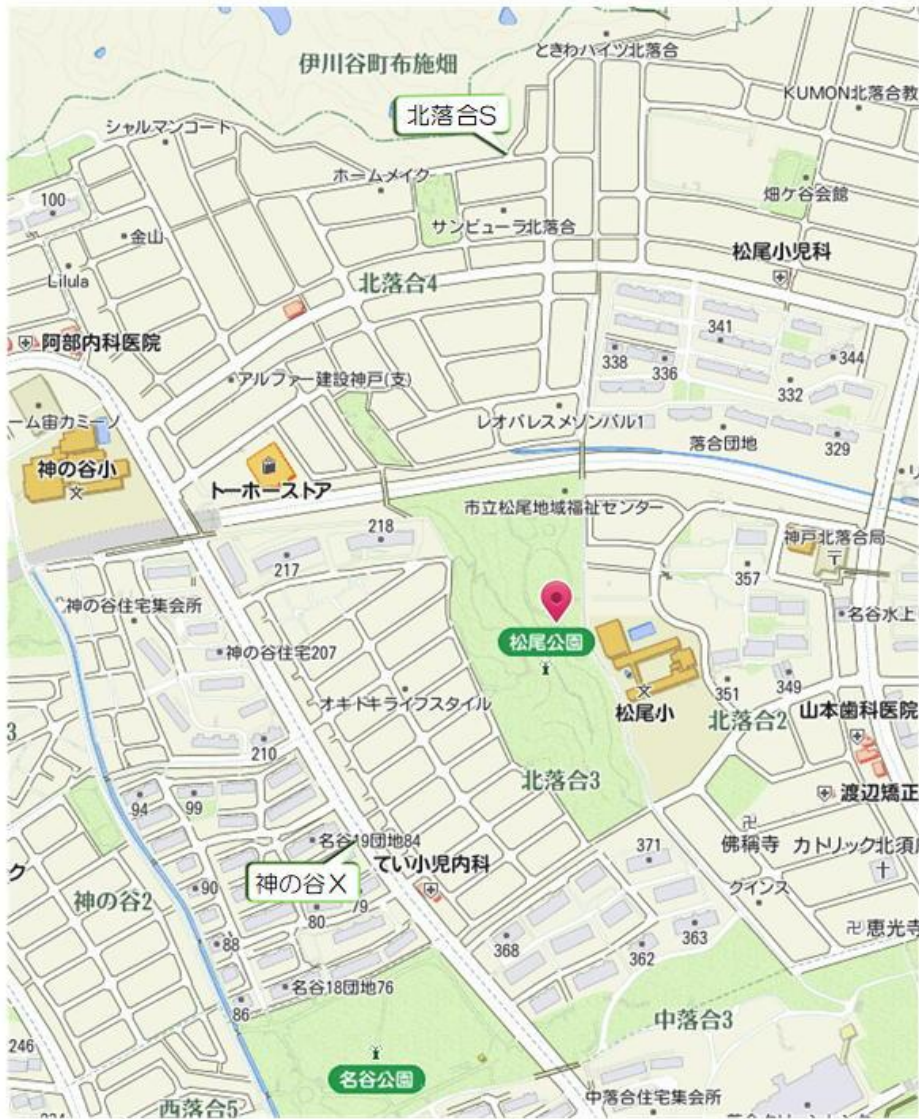 ときわハイツ北落合
伊川谷町布施畑
KUMON北落合教
北落合S
シャルマンコート
ホームメイク
畑ケ谷会館
100
金山
サンビューラ北落合
松尾小児科
Lilula
北落合4
341
阿部内科医院
338
336
344
332
アルファー建設神戸(支)
ーム宙カミーノ
レオパレスメゾンバル1
落合団地
329
神の谷小
トーホーストア
リ
市立松尾地域福祉センター
218
217
神戸北落合局
357
神の谷住宅集会所
松尾公園
名谷水上
神の谷住宅207
オキトキライフスタイル
351
349
松尾小
北落合2
山本歯科医院
3
210
北落合3
渡辺矯正
94
99
名谷19団地84
371
佛稱寺
カトリック北須
ク
神の谷X
てい小児内科
神の谷2
90
80
79
クインス
88
368
363
362
恵光寺
名谷18団地76
86
中落合3
246
名谷公園
中落合住宅集会所
西落合5